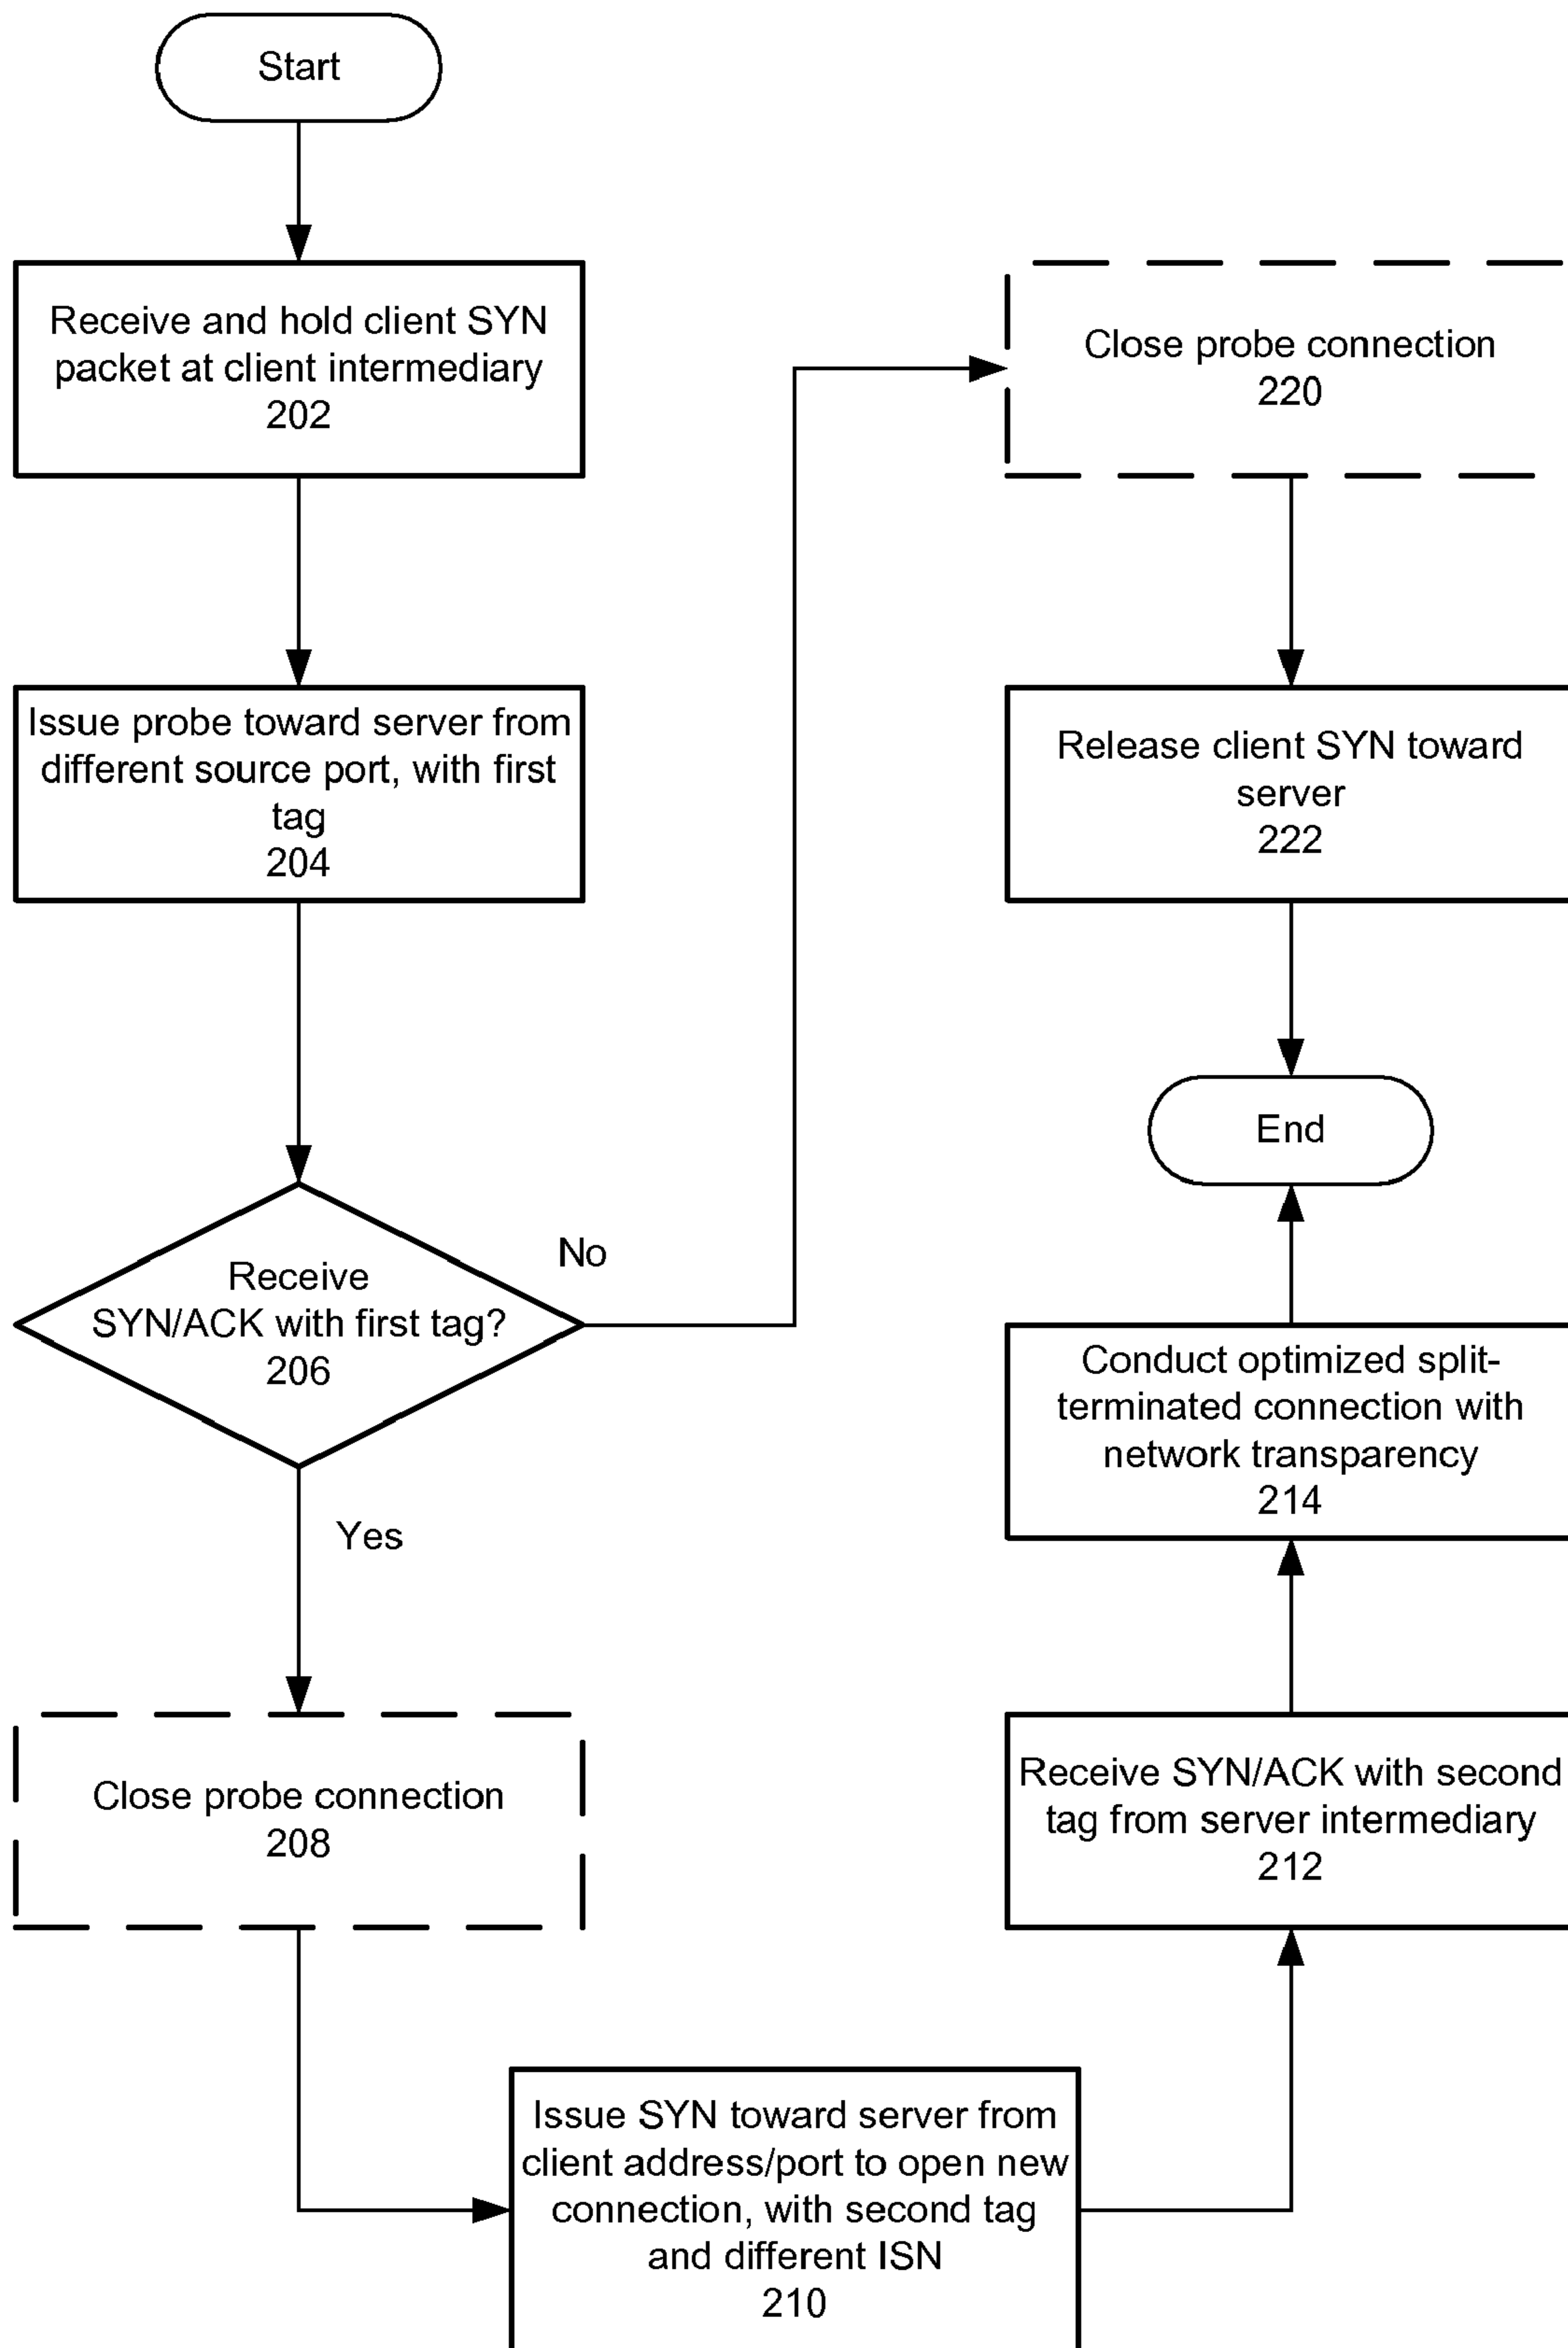 Start
Receive and hold client SYN
packet at client intermediary
202
Issue probe toward server from
different source port, with first
tag
204
Receive
SYN/ACK with first tag?
206
No
Yes
Close probe connection
208
Issue SYN toward server from
client address/port to open new
connection, with second tag
and different ISN
210
Receive SYN/ACK with second
tag from server intermediary
212
Conduct optimized split-
terminated connection with
network transparency
214
Close probe connection
220
Release client SYN toward
server
222
End